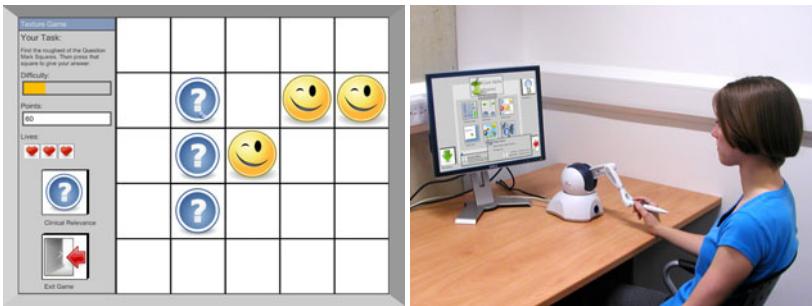 Texture Game
Your Task:
Find the roughest of the Question
Mark Squares. Then press that
square to give your answer.
Difficulty:
Points:
60
Lives:
?
?
?
?
Clinical Relevance
Exit Game